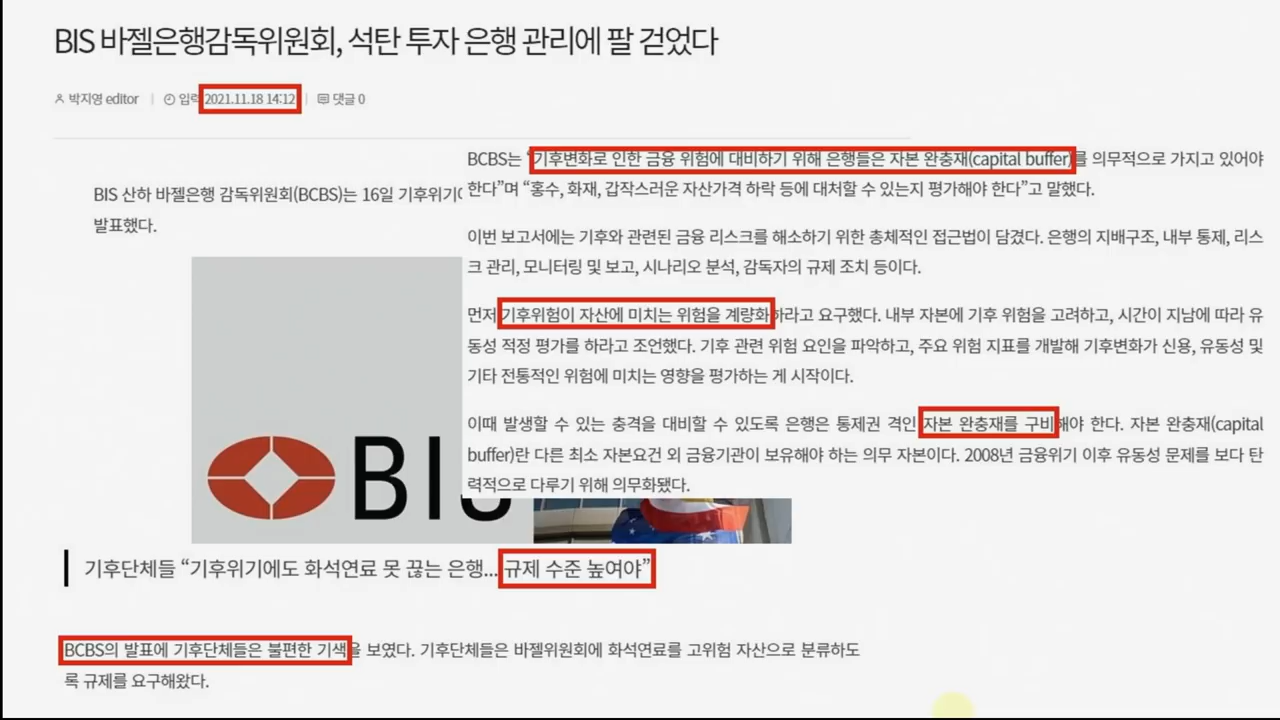 BIS 바젤은행감독위원회, 석탄 투자 은행 관리에 팔 걷었다
박지영 editor | 입력 2021.11.18 14:12 | 댓글 0
BIS 산하 바젤은행 감독위원회(BCBS)는 16일 기후위기
발표했다.
BCBS는 “기후변화로 인한 금융 위험에 대비하기 위해 은행들은 자본 완충재(capital buffer)를 의무적으로 가지고 있어야
한다”며 “홍수, 화재, 갑작스러운 자산가격 하락 등에 대처할 수 있는지 평가해야 한다”고 말했다.
이번 보고서에는 기후와 관련된 금융 리스크를 해소하기 위한 총체적인 접근법이 담겼다. 은행의 지배구조, 내부 통제, 리스
크 관리, 모니터링 및 보고, 시나리오 분석, 감독자의 규제 조치 등이다.
먼저 기후위험이 자산에 미치는 위험을 계량화하라고 요구했다. 내부 자본에 기후 위험을 고려하고, 시간이 지남에 따라 유
동성 적정 평가를 하라고 조언했다. 기후 관련 위험 요인을 파악하고, 주요 위험 지표를 개발해 기후변화가 신용, 유동성 및
기타 전통적인 위험에 미치는 영향을 평가하는 게 시작이다.
이때 발생할 수 있는 충격을 대비할 수 있도록 은행은 통제권 격인 자본 완충재를 구비해야 한다. 자본 완충재(capital
buffer)란 다른 최소 자본요건 외 금융기관이 보유해야 하는 의무 자본이다. 2008년 금융위기 이후 유동성 문제를 보다 탄
력적으로 다루기 위해 의무화됐다.
BIS
기후단체들 “기후위기에도 화석연료 못 끊는 은행... 규제 수준 높여야”
BCBS의 발표에 기후단체들은 불편한 기색을 보였다. 기후단체들은 바젤위원회에 화석연료를 고위험 자산으로 분류하도
록 규제를 요구해왔다.